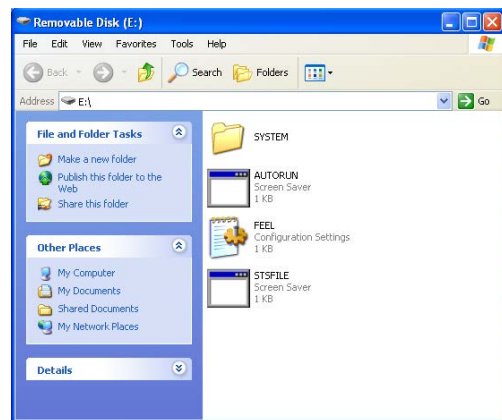 Removable Disk (E:)
File Edit View Favorites Tools Help
Back Search Folders
Address E:\ Go
File and Folder Tasks
Make a new folder
Publish this folder to the
Web
Share this folder
Other Places
My Computer
My Documents
Shared Documents
My Network Places
Details
SYSTEM
AUTORUN
Screen Saver
1 KB
FEEL
Configuration Settings
1 KB
STSFILE
Screen Saver
1 KB